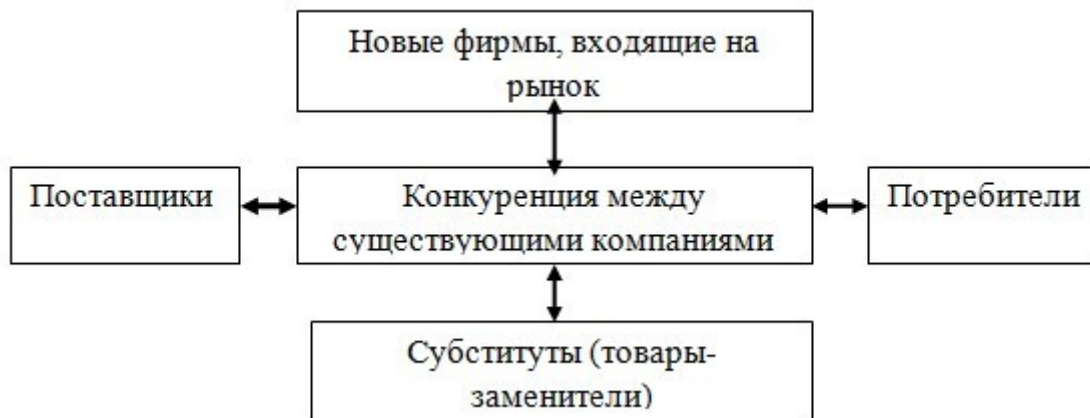 Новые фирмы, входящие на
рынок
Поставщики
Конкуренция между
существующими компаниями
Потребители
Субституты (товары-
заменители)